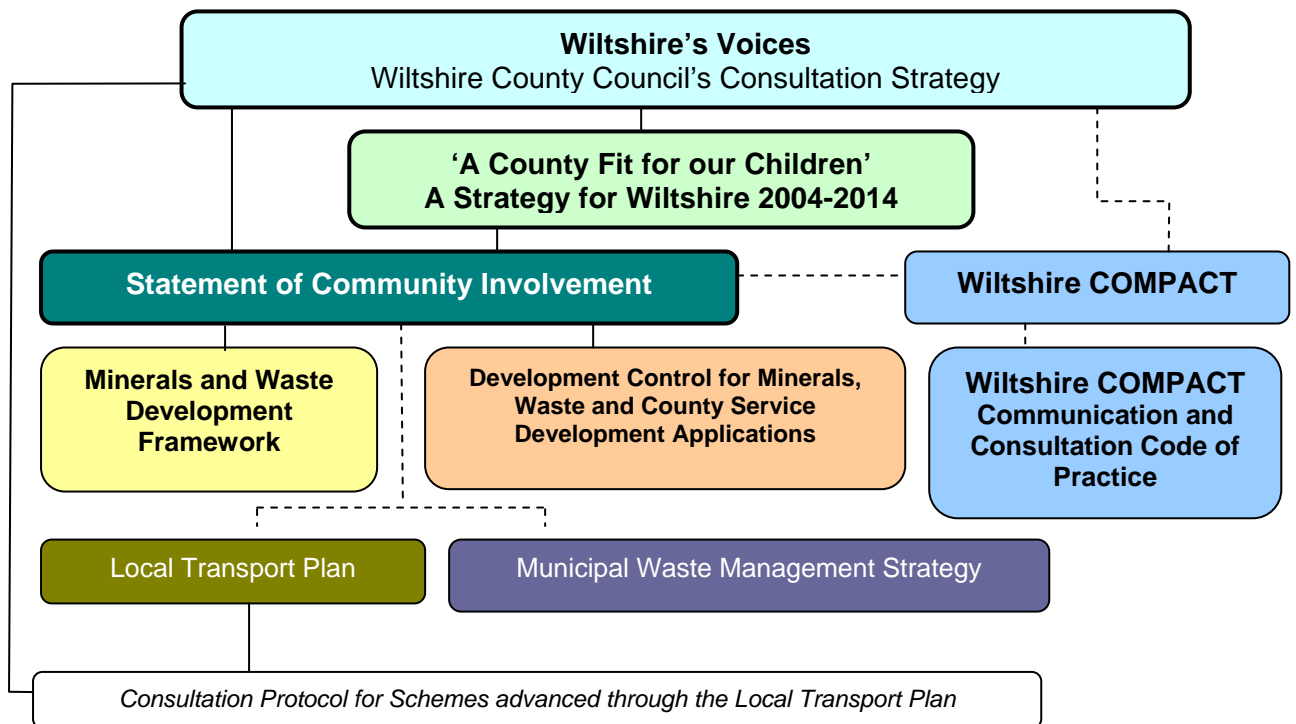 Wiltshire’s Voices
Wiltshire County Council’s Consultation Strategy
‘A County Fit for our Children’
A Strategy for Wiltshire 2004-2014
Statement of Community Involvement
Wiltshire COMPACT
Minerals and Waste
Development
Framework
Development Control for Minerals,
Waste and County Service
Development Applications
Wiltshire COMPACT
Communication and
Consultation Code of
Practice
Local Transport Plan
Municipal Waste Management Strategy
Consultation Protocol for Schemes advanced through the Local Transport Plan